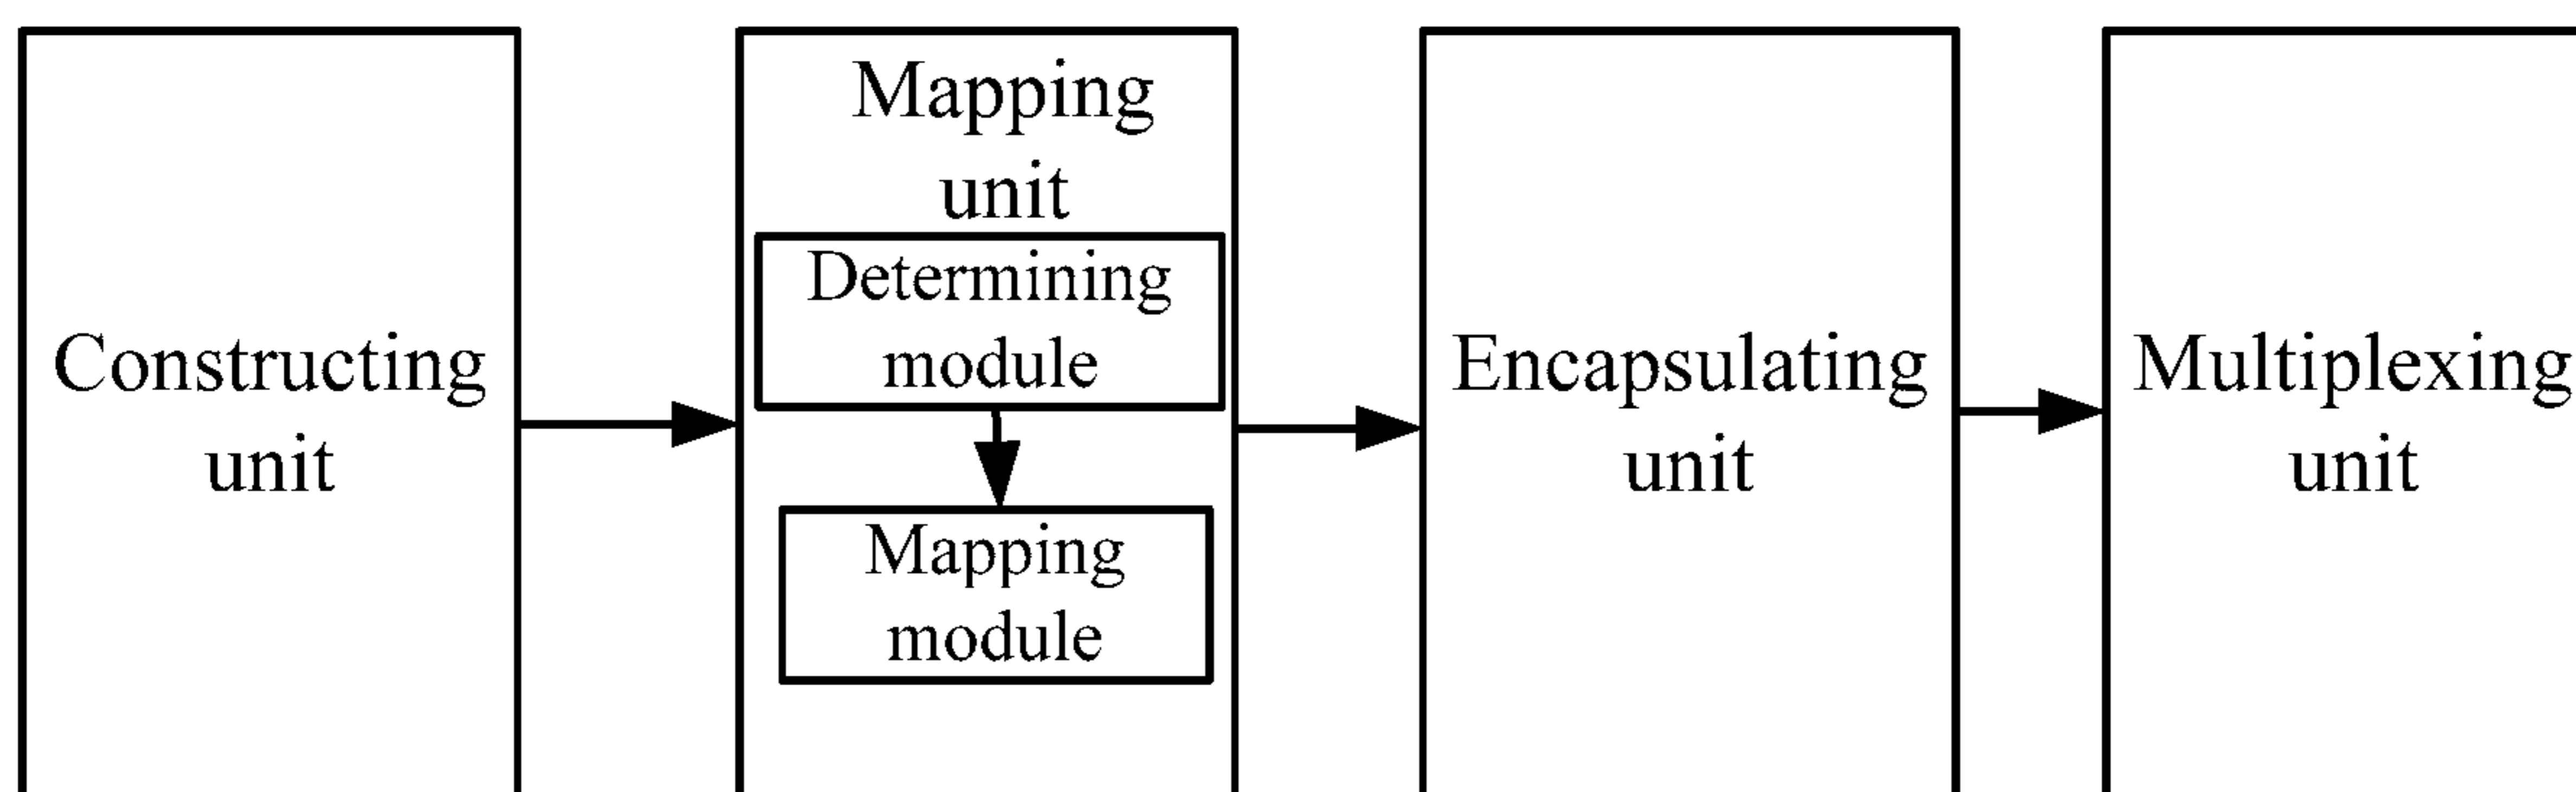 Constructing
unit
Mapping
unit
Determining
module
Mapping
module
Encapsulating
unit
Multiplexing
unit